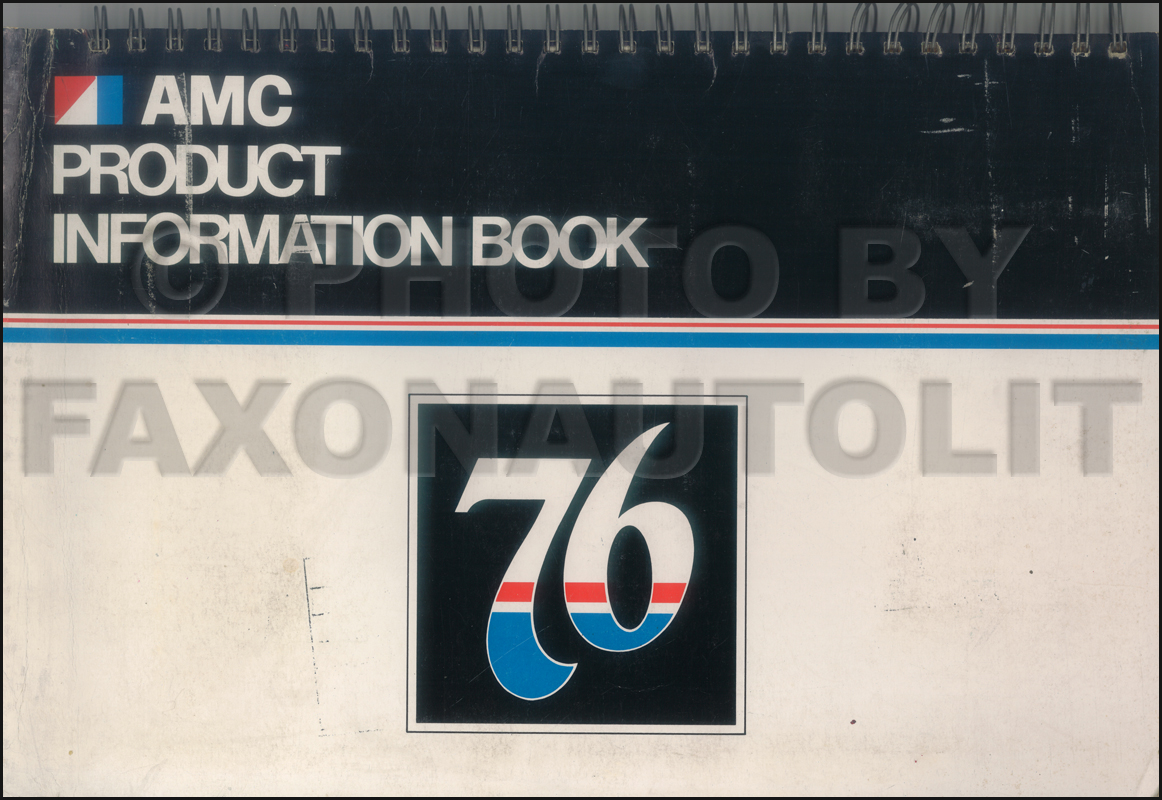 AMC
PRODUCT
INFORMATION BOOK
© PHOTO BY
FAXONAUTOLIT
76